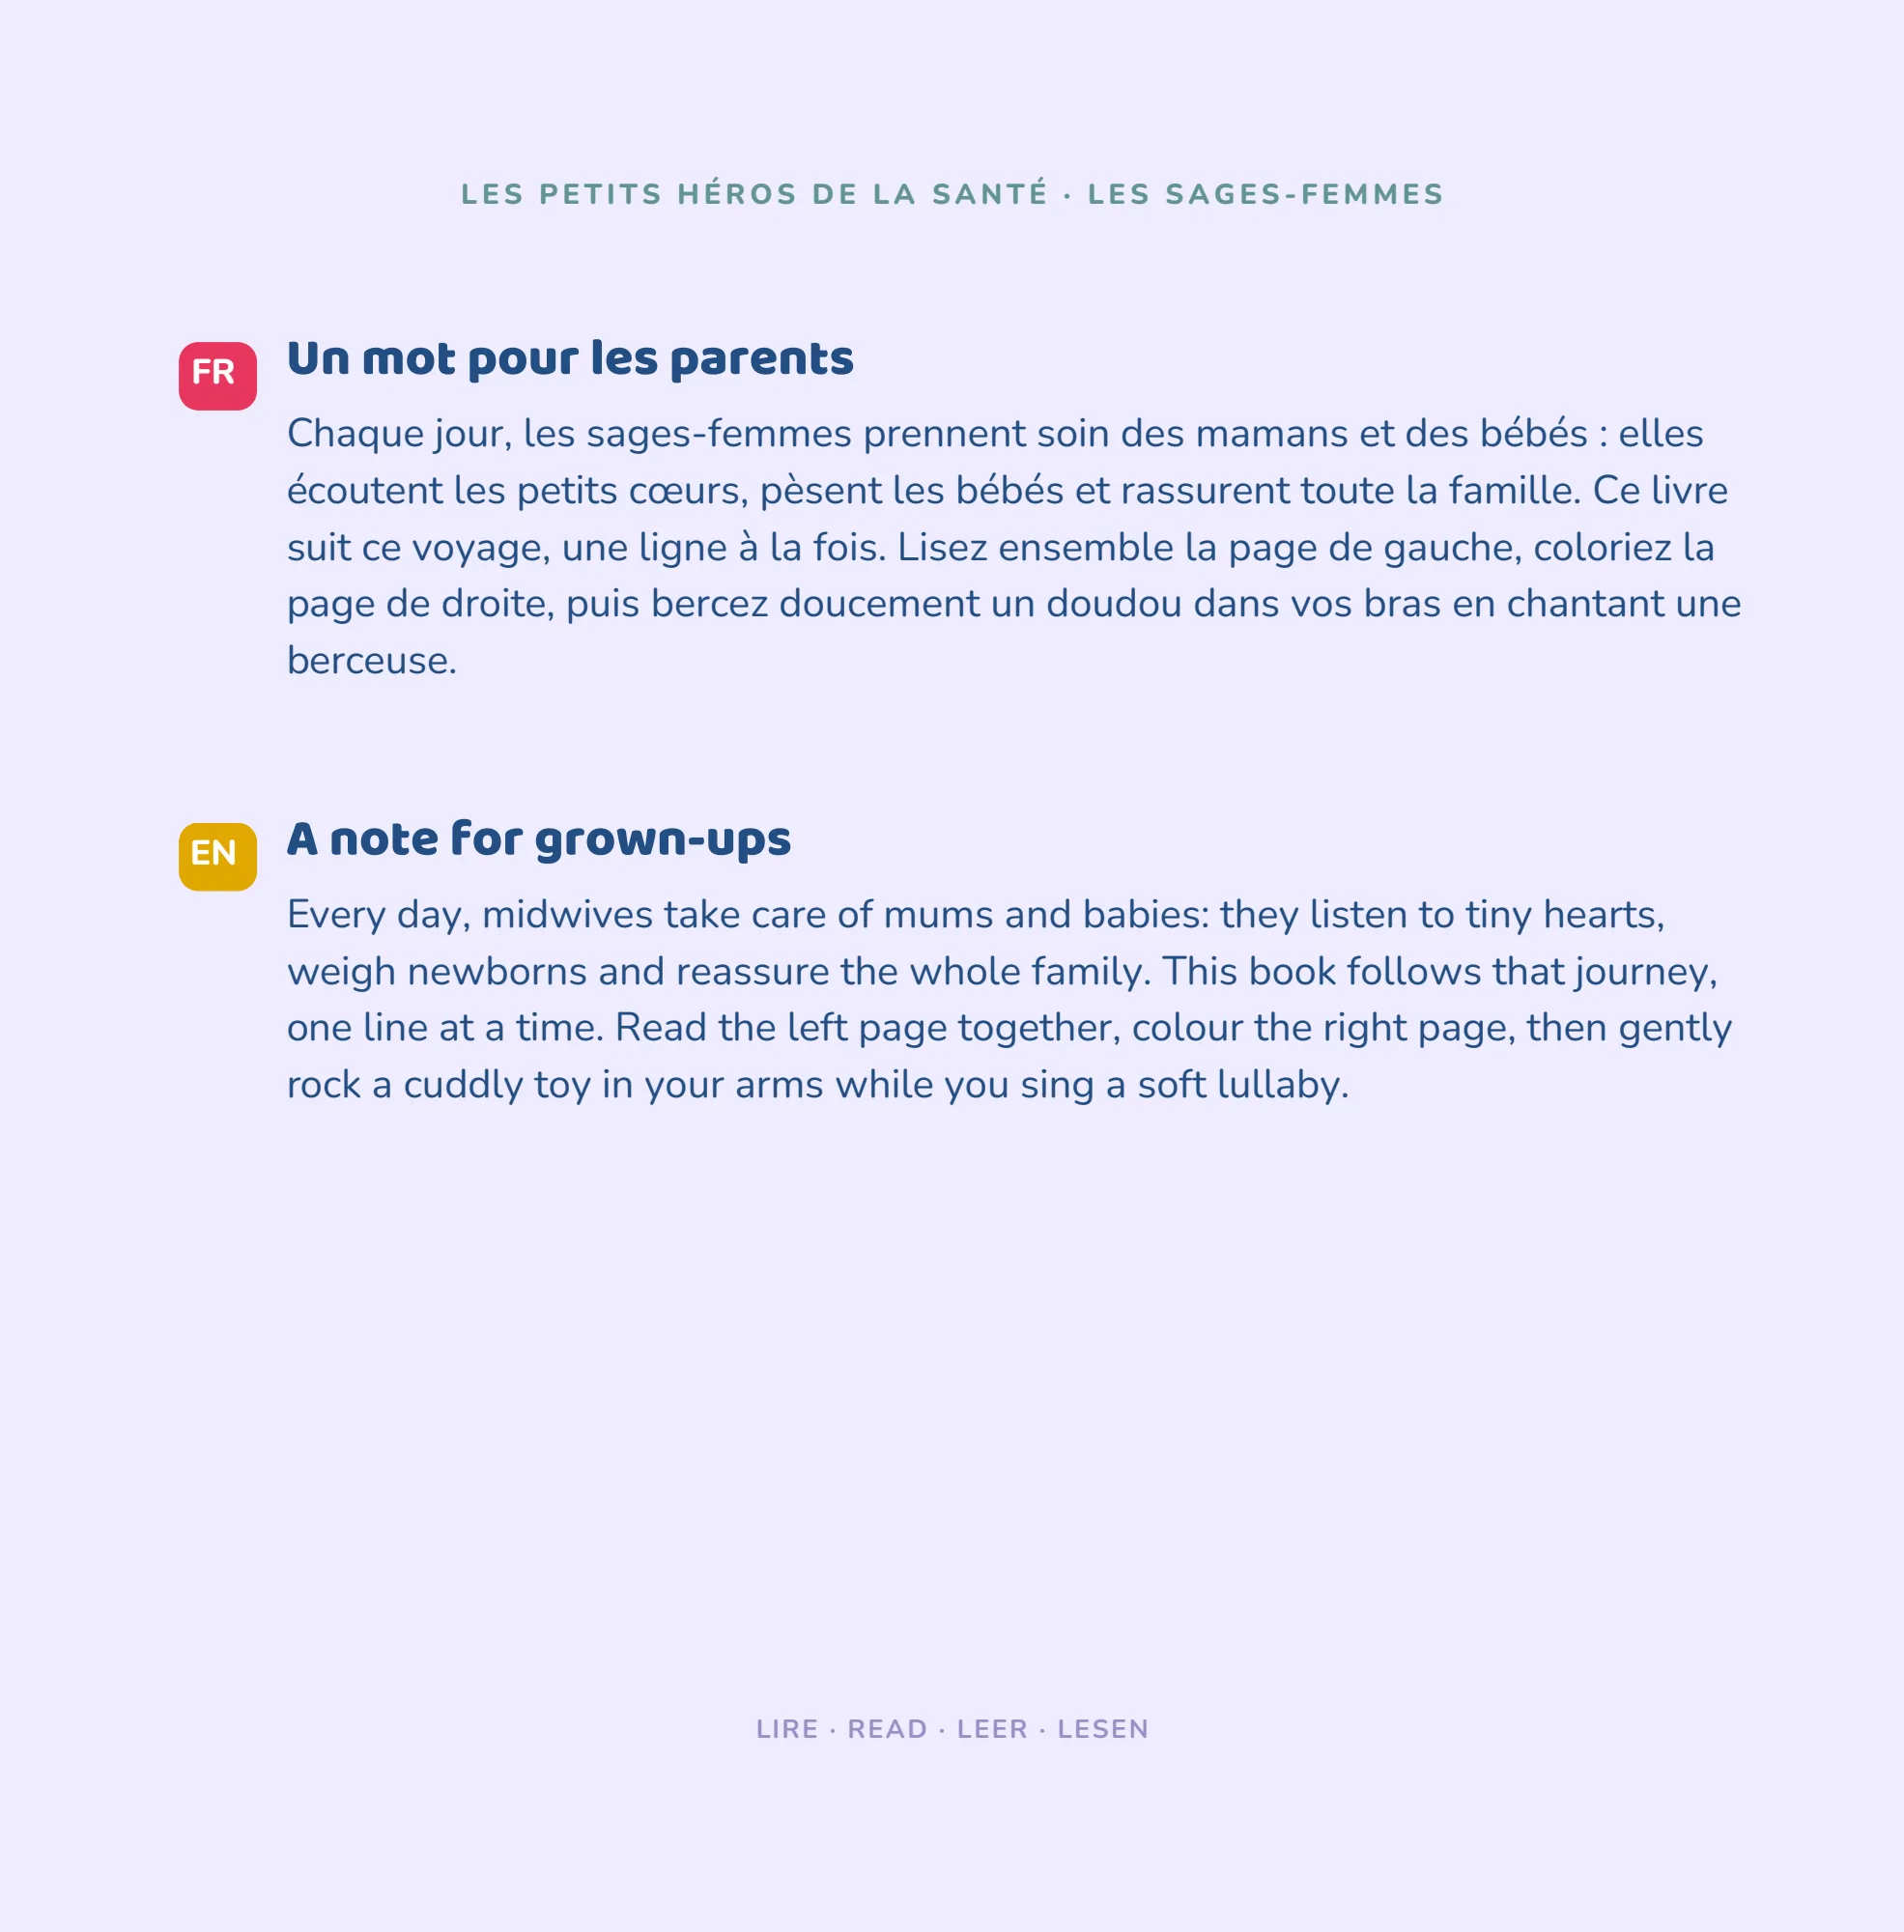 LES PETITS HÉROS DE LA SANTÉ · LES SAGES-FEMMES
FR
Un mot pour les parents
Chaque jour, les sages-femmes prennent soin des mamans et des bébés : elles
écoutent les petits cœurs, pèsent les bébés et rassurent toute la famille. Ce livre
suit ce voyage, une ligne à la fois. Lisez ensemble la page de gauche, coloriez la
page de droite, puis bercez doucement un doudou dans vos bras en chantant une
berceuse.
EN
A note for grown-ups
Every day, midwives take care of mums and babies: they listen to tiny hearts,
weigh newborns and reassure the whole family. This book follows that journey,
one line at a time. Read the left page together, colour the right page, then gently
rock a cuddly toy in your arms while you sing a soft lullaby.
LIRE · READ · LEER · LESEN